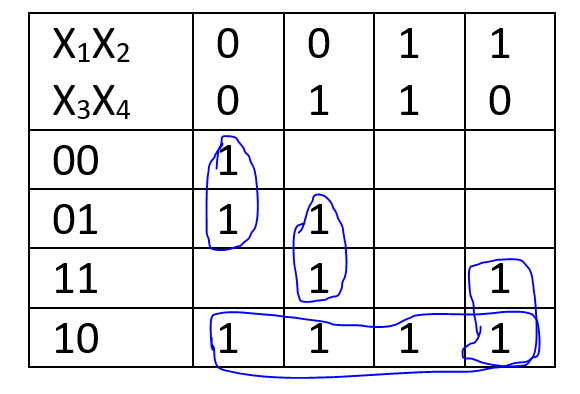 X₁X₂ 0 0 1 1
X₃X₄ 0 1 1 0
00 1
01 1 1
11 1 1
10 1 1 1 1